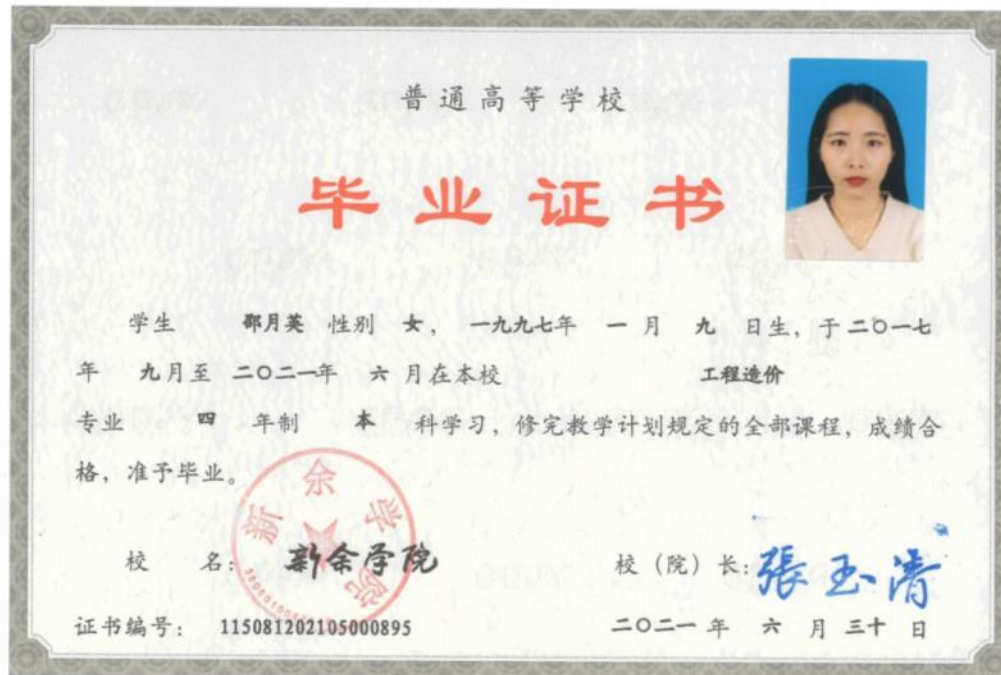 普通高等学校
毕业证书
学生 邵月英 性别 女， 一九九七年 一 月 九 日生，于 二〇一七
年 九月至 二〇二一年 六 月在本校 工程造价
专业 四 年制 本 科学习，修完教学计划规定的全部课程，成绩合
格，准予毕业。
新余学院
校 名： 新余学院
校（院）长：張玉清
证书编号： 115081202105000895
二〇二一 年 六 月 三十 日